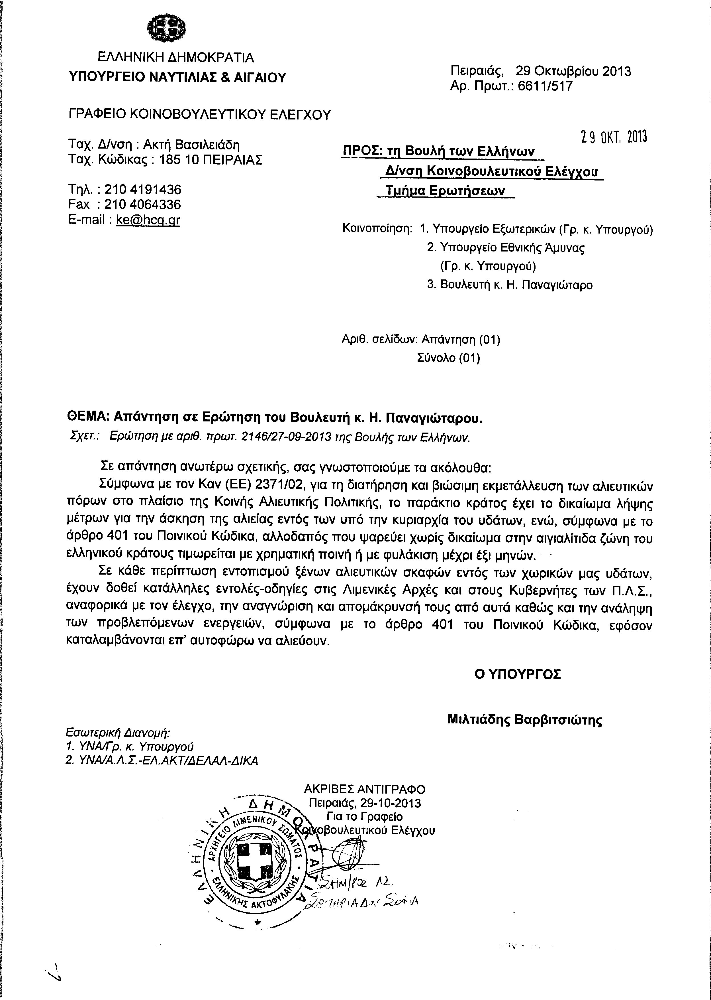 ΕΛΛΗΝΙΚΗ ΔΗΜΟΚΡΑΤΙΑ
ΥΠΟΥΡΓΕΙΟ ΝΑΥΤΙΛΙΑΣ & ΑΙΓΑΙΟΥ
Πειραιάς, 29 Οκτωβρίου 2013
Αρ. Πρωτ.: 6611/517
ΓΡΑΦΕΙΟ ΚΟΙΝΟΒΟΥΛΕΥΤΙΚΟΥ ΕΛΕΓΧΟΥ
Ταχ. Δ/νση : Ακτή Βασιλειάδη
Ταχ. Κώδικας : 185 10 ΠΕΙΡΑΙΑΣ
Τηλ. : 210 4191436
Fax : 210 4064336
E-mail : ke@hcg.gr
29 ΟΚΤ. 2013
ΠΡΟΣ: τη Βουλή των Ελλήνων
Δ/νση Κοινοβουλευτικού Ελέγχου
Τμήμα Ερωτήσεων
Κοινοποίηση: 1. Υπουργείο Εξωτερικών (Γρ. κ. Υπουργού)
2. Υπουργείο Εθνικής Άμυνας
(Γρ. κ. Υπουργού)
3. Βουλευτή κ. Η. Παναγιώταρο
Αριθ. σελίδων: Απάντηση (01)
Σύνολο (01)
ΘΕΜΑ: Απάντηση σε Ερώτηση του Βουλευτή κ. Η. Παναγιώταρου.
Σχετ.: Ερώτηση με αριθ. πρωτ. 2146/27-09-2013 της Βουλής των Ελλήνων.
Σε απάντηση ανωτέρω σχετικής, σας γνωστοποιούμε τα ακόλουθα:
Σύμφωνα με τον Καν (ΕΕ) 2371/02, για τη διατήρηση και βιώσιμη εκμετάλλευση των αλιευτικών
πόρων στο πλαίσιο της Κοινής Αλιευτικής Πολιτικής, το παράκτιο κράτος έχει το δικαίωμα λήψης
μέτρων για την άσκηση της αλιείας εντός των υπό την κυριαρχία του υδάτων, ενώ, σύμφωνα με το
άρθρο 401 του Ποινικού Κώδικα, αλλοδαπός που ψαρεύει χωρίς δικαίωμα στην αιγιαλίτιδα ζώνη του
ελληνικού κράτους τιμωρείται με χρηματική ποινή ή με φυλάκιση μέχρι έξι μηνών.
Σε κάθε περίπτωση εντοπισμού ξένων αλιευτικών σκαφών εντός των χωρικών μας υδάτων,
έχουν δοθεί κατάλληλες εντολές-οδηγίες στις Λιμενικές Αρχές και στους Κυβερνήτες των Π.Λ.Σ.,
αναφορικά με τον έλεγχο, την αναγνώριση και απομάκρυνσή τους από αυτά καθώς και την ανάληψη
των προβλεπόμενων ενεργειών, σύμφωνα με το άρθρο 401 του Ποινικού Κώδικα, εφόσον
καταλαμβάνονται επ’ αυτοφώρω να αλιεύουν.
Ο ΥΠΟΥΡΓΟΣ
Μιλτιάδης Βαρβιτσιώτης
Εσωτερική Διανομή:
1. ΥΝΑ/Γρ. κ. Υπουργού
2. ΥΝΑ/Α.Λ.Σ.-ΕΛ.ΑΚΤ/ΔΕΛΑΛ-ΔΙΚΑ
ΑΚΡΙΒΕΣ ΑΝΤΙΓΡΑΦΟ
Πειραιάς, 29-10-2013
Για το Γραφείο
Κοινοβουλευτικού Ελέγχου
ΕΛΛΗΝΙΚΗ ΔΗΜΟΚΡΑΤΙΑ
ΑΡΧΗΓΕΙΟ ΛΙΜΕΝΙΚΟΥ ΣΩΜΑΤΟΣ
ΕΛΛΗΝΙΚΗΣ ΑΚΤΟΦΥΛΑΚΗΣ
ΣΗΜ/ΡΟΣ ΛΣ.
ΣΩΤΗΡΙΑΔΟΥ ΣΟΦΙΑ